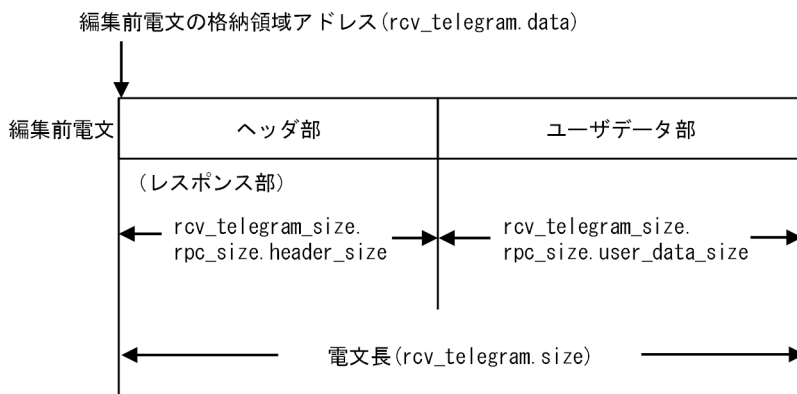 編集前電文の格納領域アドレス(rcv_telegram.data)
編集前電文
ヘッダ部
ユーザデータ部
(レスポンス部)
rcv_telegram_size.
rpc_size.header_size
rcv_telegram_size.
rpc_size.user_data_size
電文長(rcv_telegram.size)